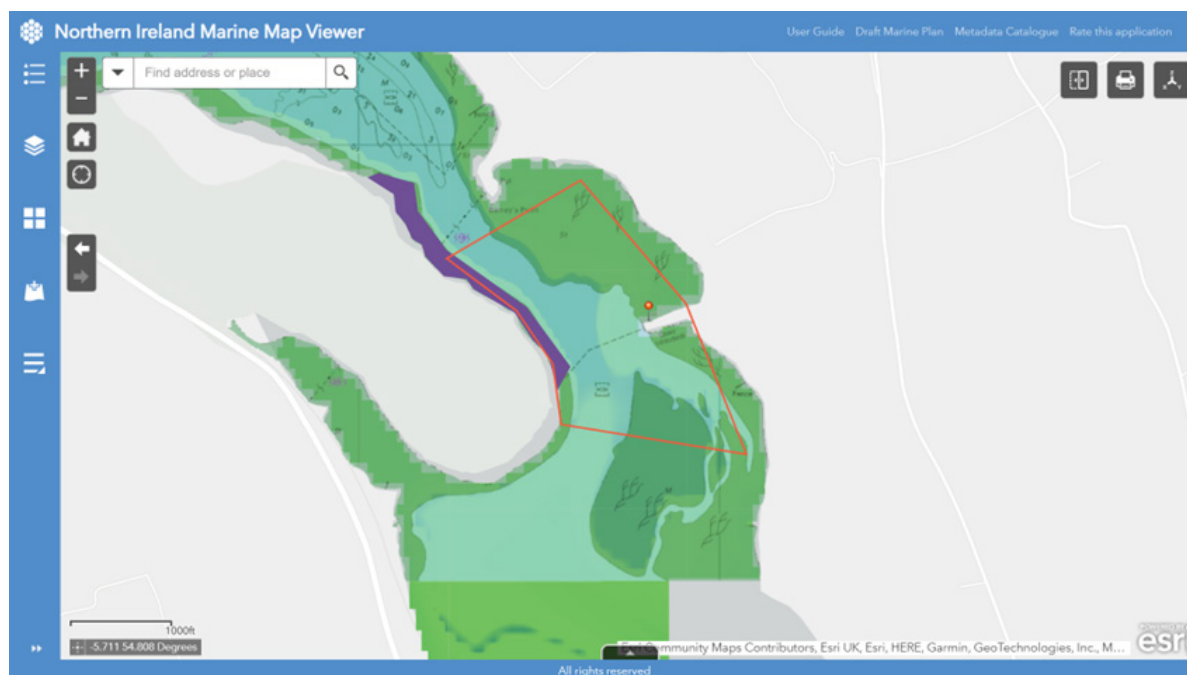 Northern Ireland Marine Map Viewer
User Guide Draft Marine Plan Metadata Catalogue Rate this application
Find address or place
1000ft
-5.711 54.808 Degrees
Community Maps Contributors, Esri UK, Esri, HERE, Garmin, GeoTechnologies, Inc., M...
POWERED BY
esri
All rights reserved